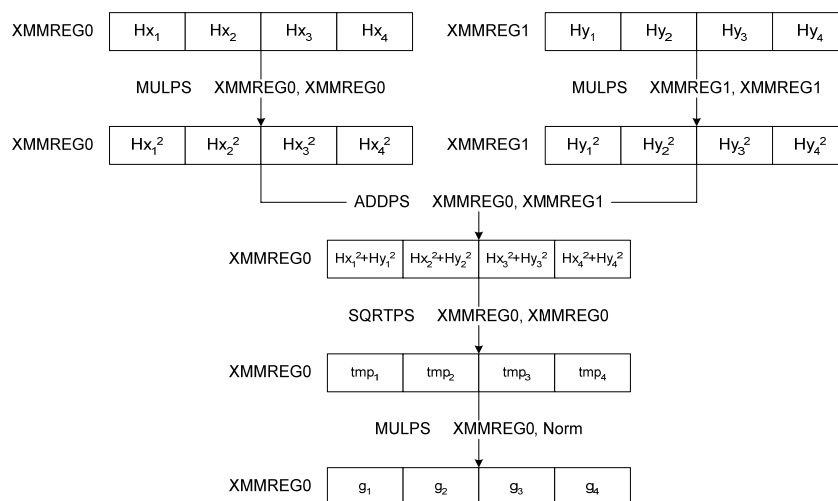 XMMREG0 Hx₁ Hx₂ Hx₃ Hx₄ XMMREG1 Hy₁ Hy₂ Hy₃ Hy₄
MULPS XMMREG0, XMMREG0 MULPS XMMREG1, XMMREG1
XMMREG0 Hx₁² Hx₂² Hx₃² Hx₄² XMMREG1 Hy₁² Hy₂² Hy₃² Hy₄²
ADDPS XMMREG0, XMMREG1
XMMREG0 Hx₁²+Hy₁² Hx₂²+Hy₂² Hx₃²+Hy₃² Hx₄²+Hy₄²
SQRTPS XMMREG0, XMMREG0
XMMREG0 tmp₁ tmp₂ tmp₃ tmp₄
MULPS XMMREG0, Norm
XMMREG0 g₁ g₂ g₃ g₄